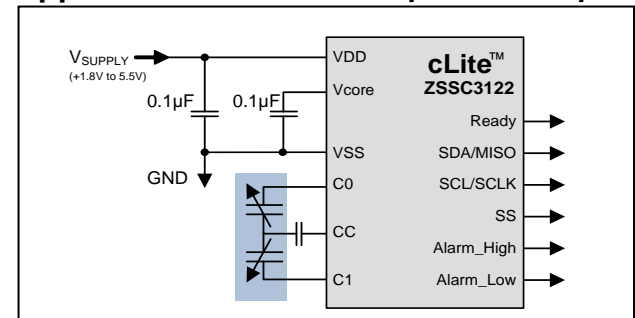 VSUPPLY
(+1.8V to 5.5V)
0.1µF
0.1µF
GND
VDD
Vcore
VSS
C0
CC
C1
cLite™
ZSSC3122
Ready
SDA/MISO
SCL/SCLK
SS
Alarm_High
Alarm_Low